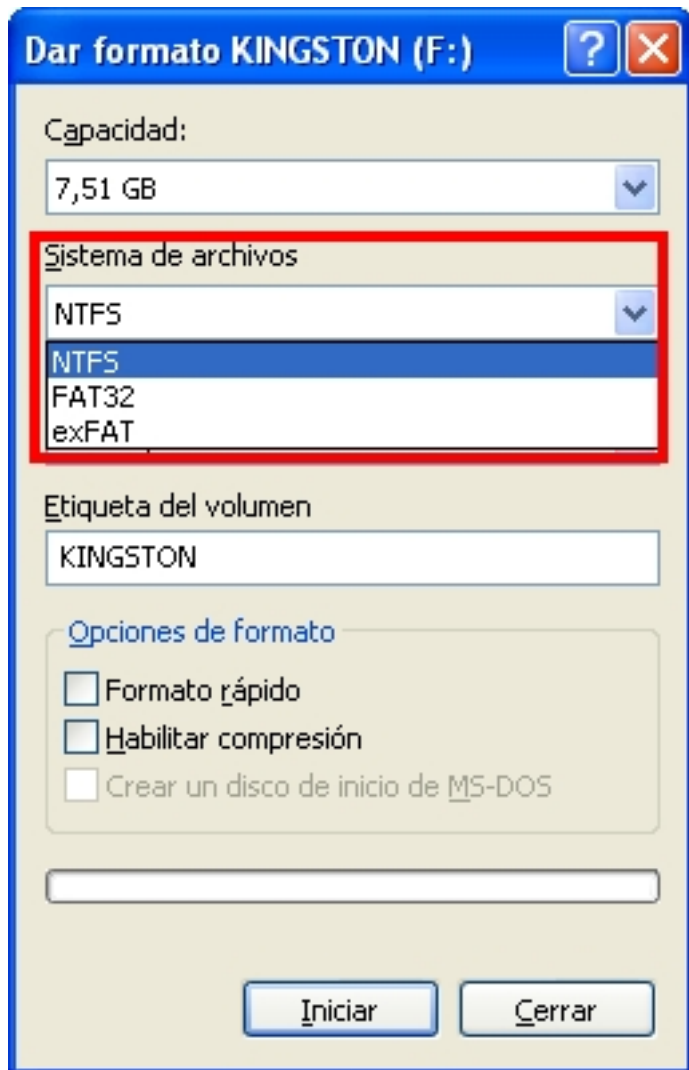 Dar formato KINGSTON (F:)
Capacidad:
7,51 GB
Sistema de archivos
NTFS
NTFS
FAT32
exFAT
Etiqueta del volumen
KINGSTON
Opciones de formato
Formato rápido
Habilitar compresión
Crear un disco de inicio de MS-DOS
Iniciar Cerrar